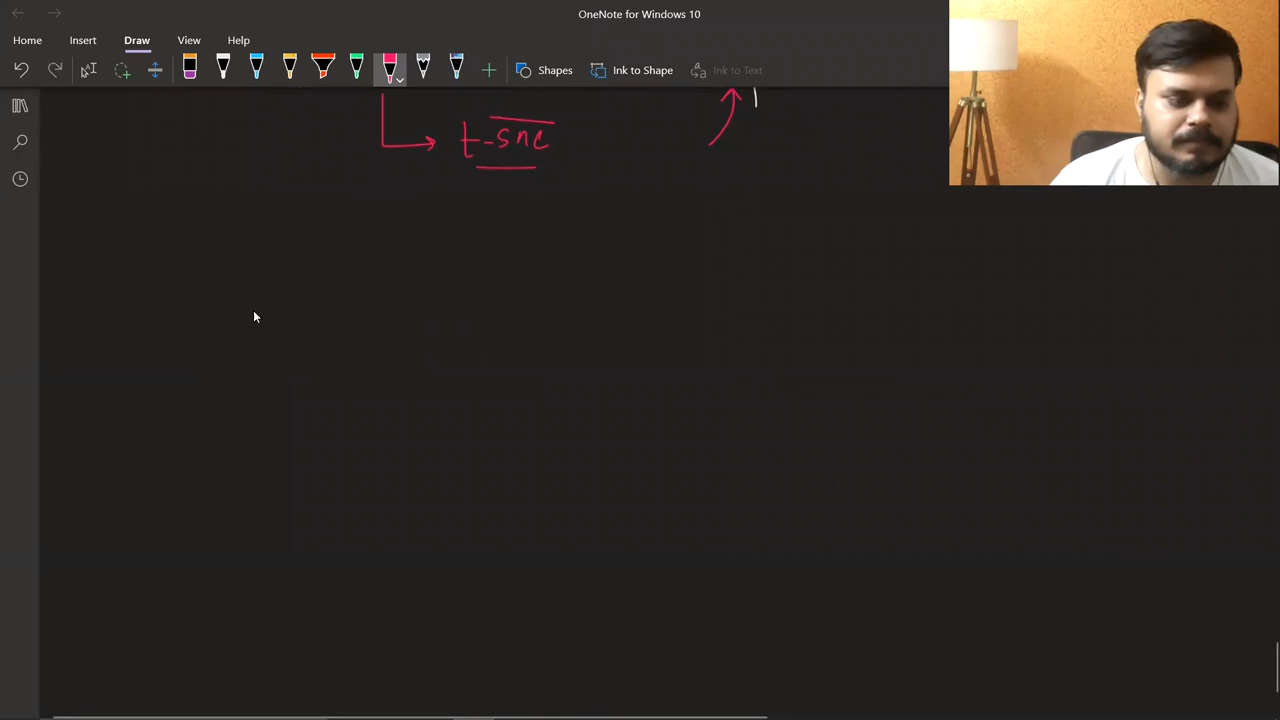 OneNote for Windows 10
Home Insert Draw View Help
Shapes Ink to Shape Ink to Text
t-sne